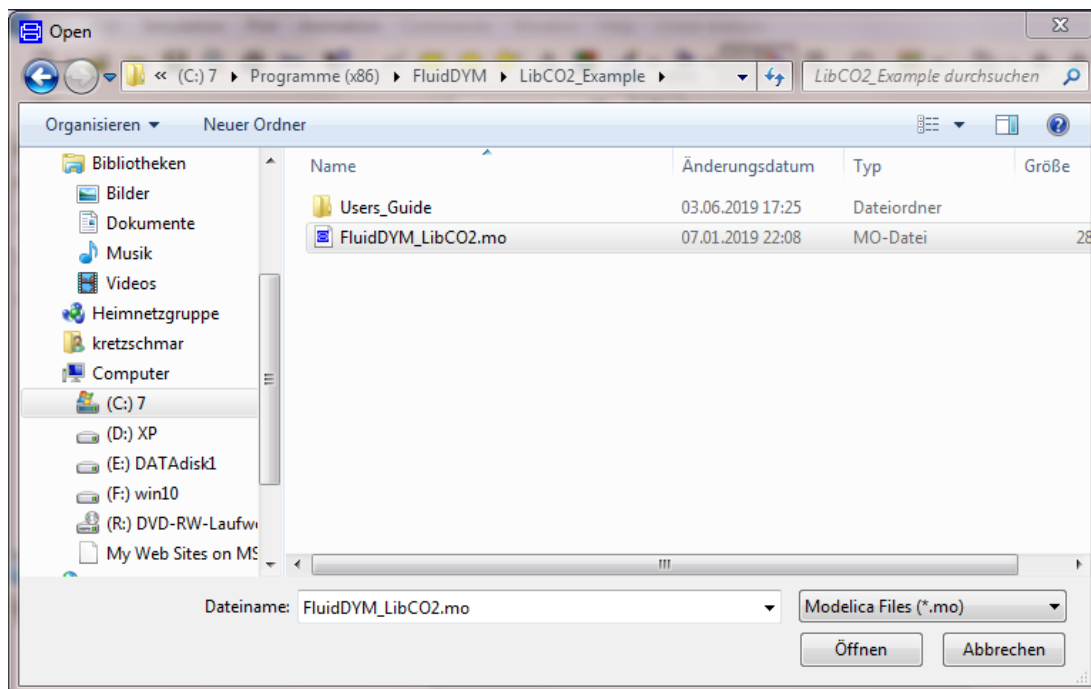 Open
« (C:) 7 ▸ Programme (x86) ▸ FluidDYM ▸ LibCO2_Example ▸ LibCO2_Example durchsuchen
Organisieren Neuer Ordner
Name Änderungsdatum Typ Größe
Bibliotheken
Bilder
Dokumente
Musik
Videos
Heimnetzgruppe
kretzschmar
Computer
(C:) 7
(D:) XP
(E:) DATAdisk1
(F:) win10
(R:) DVD-RW-Laufw
My Web Sites on MS
Users_Guide 03.06.2019 17:25 Dateiordner
FluidDYM_LibCO2.mo 07.01.2019 22:08 MO-Datei 28
Dateiname: FluidDYM_LibCO2.mo Modelica Files (*.mo)
Öffnen Abbrechen